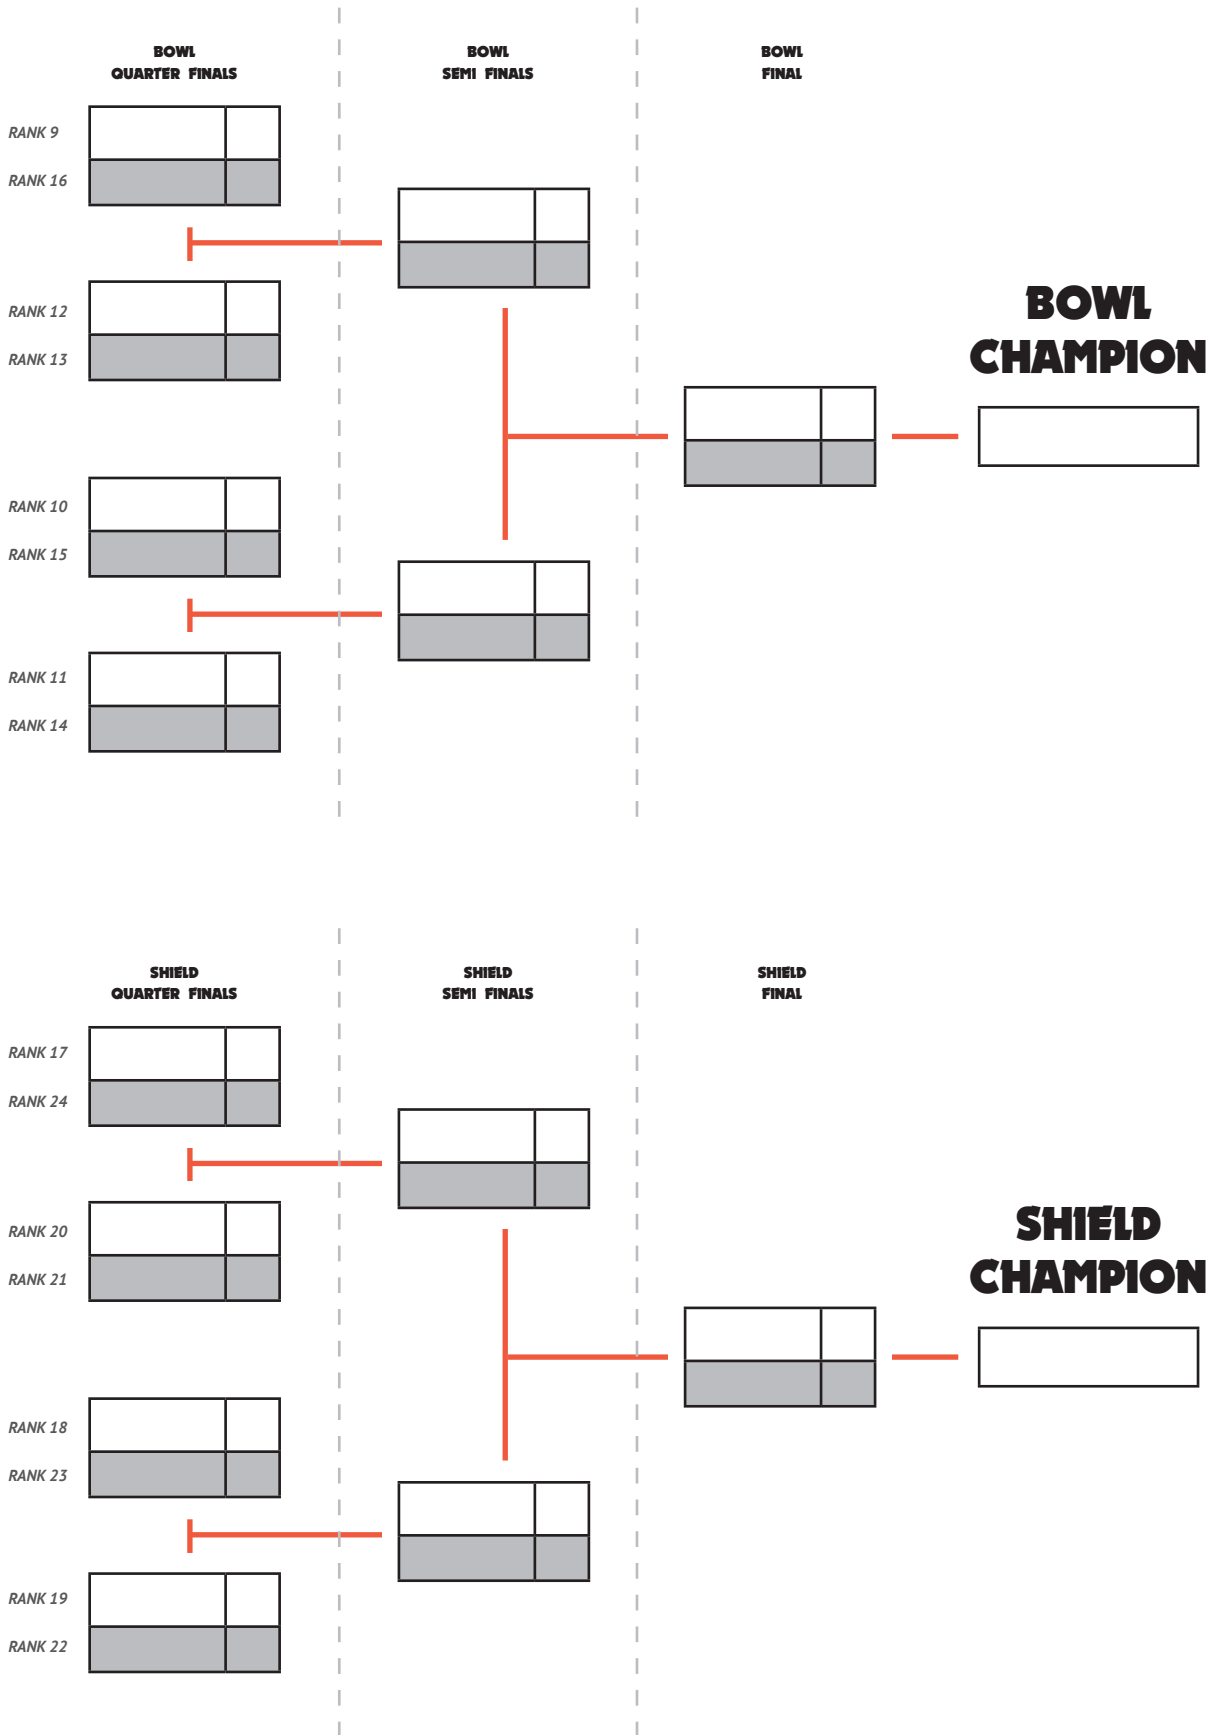 BOWL
QUARTER FINALS
BOWL
SEMI FINALS
BOWL
FINAL
RANK 9
RANK 16
RANK 12
RANK 13
BOWL
CHAMPION
RANK 10
RANK 15
RANK 11
RANK 14
SHIELD
QUARTER FINALS
SHIELD
SEMI FINALS
SHIELD
FINAL
RANK 17
RANK 24
RANK 20
RANK 21
SHIELD
CHAMPION
RANK 18
RANK 23
RANK 19
RANK 22